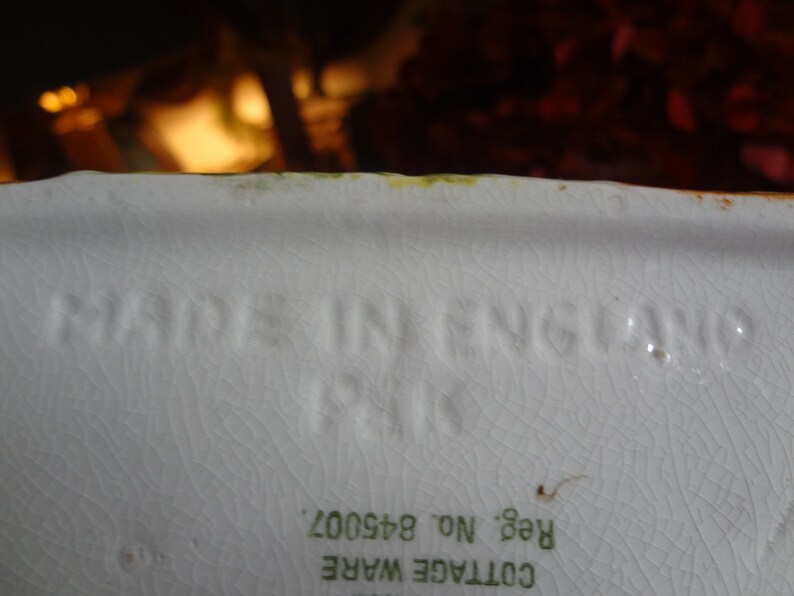 MADE IN ENGLAND
COTTAGE WARE
Reg. No. 845007.